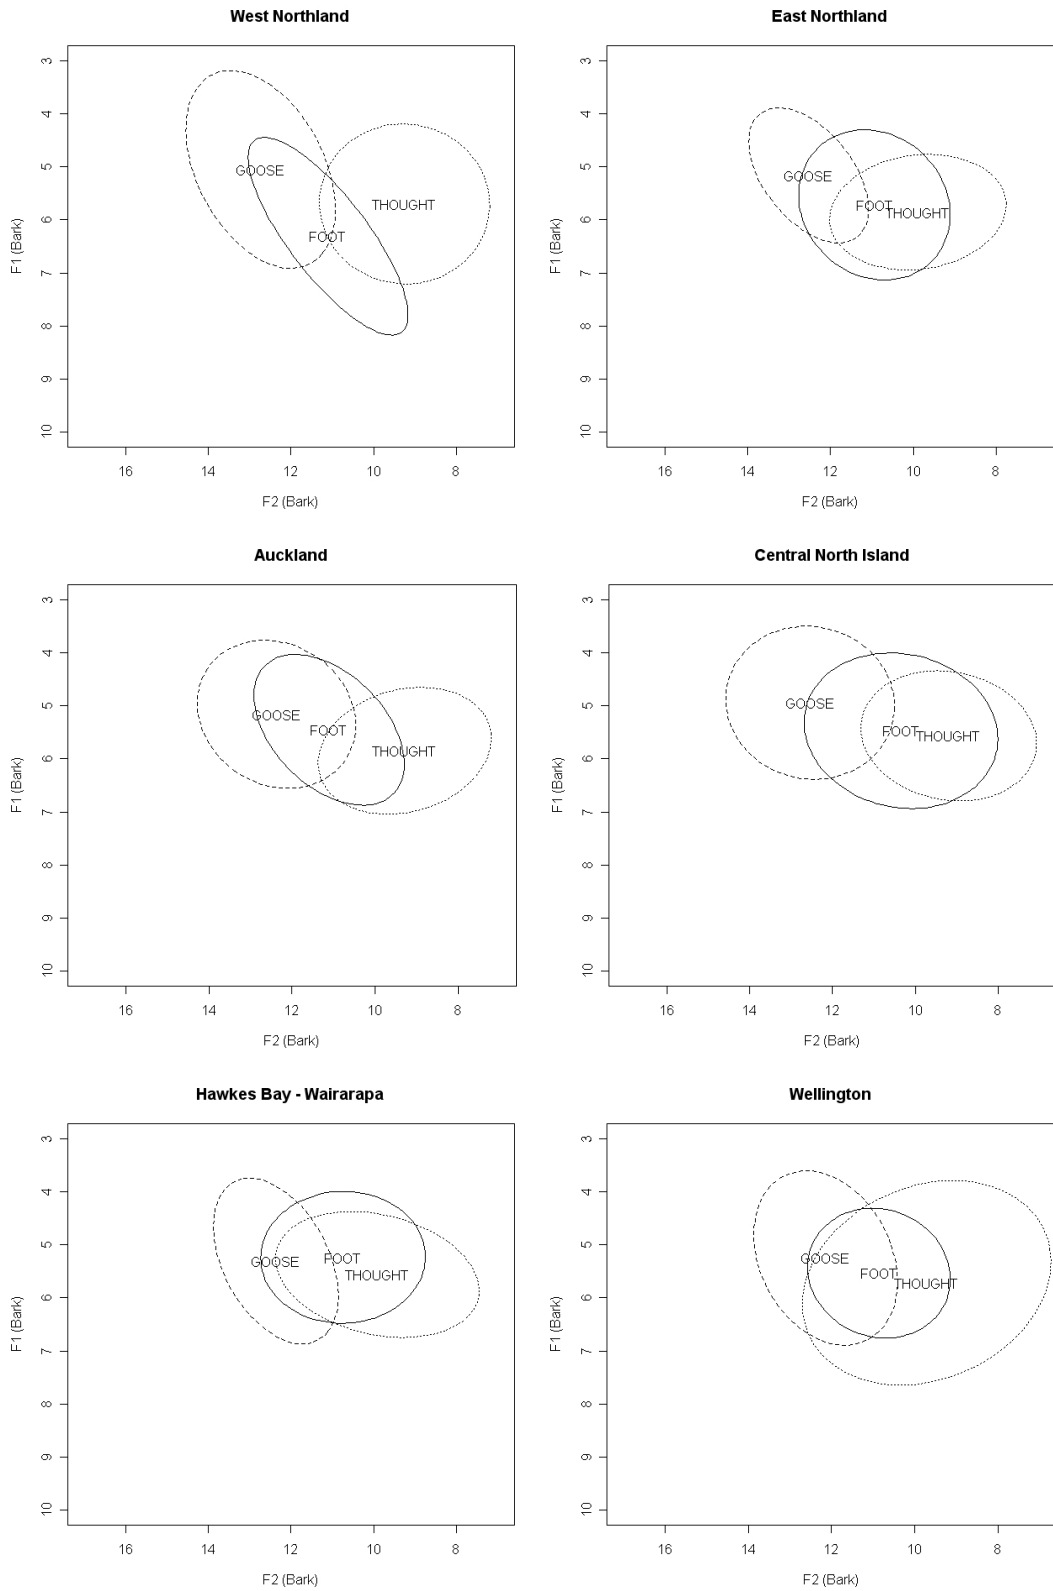 West Northland
East Northland
3
4
5
6
7
8
9
10
F1 (Bark)
GOOSE
FOOT
THOUGHT
16
14
12
10
8
F2 (Bark)
3
4
5
6
7
8
9
10
F1 (Bark)
GOOSE
FOOT
THOUGHT
16
14
12
10
8
F2 (Bark)
Auckland
Central North Island
3
4
5
6
7
8
9
10
F1 (Bark)
GOOSE
FOOT
THOUGHT
16
14
12
10
8
F2 (Bark)
3
4
5
6
7
8
9
10
F1 (Bark)
GOOSE
FOOT
THOUGHT
16
14
12
10
8
F2 (Bark)
Hawkes Bay - Wairarapa
Wellington
3
4
5
6
7
8
9
10
F1 (Bark)
GOOSE
FOOT
THOUGHT
16
14
12
10
8
F2 (Bark)
3
4
5
6
7
8
9
10
F1 (Bark)
GOOSE
FOOT
THOUGHT
16
14
12
10
8
F2 (Bark)